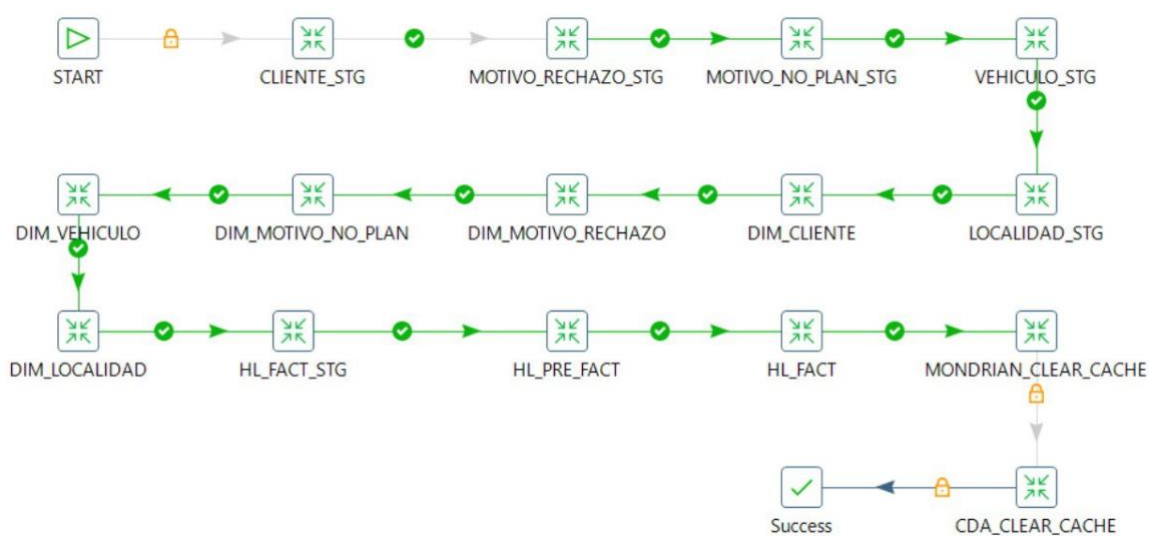 START
CLIENTE_STG
MOTIVO_RECHAZO_STG
MOTIVO_NO_PLAN_STG
VEHICULO_STG
DIM_VEHICULO
DIM_MOTIVO_NO_PLAN
DIM_MOTIVO_RECHAZO
DIM_CLIENTE
LOCALIDAD_STG
DIM_LOCALIDAD
HL_FACT_STG
HL_PRE_FACT
HL_FACT
MONDRIAN_CLEAR_CACHE
Success
CDA_CLEAR_CACHE